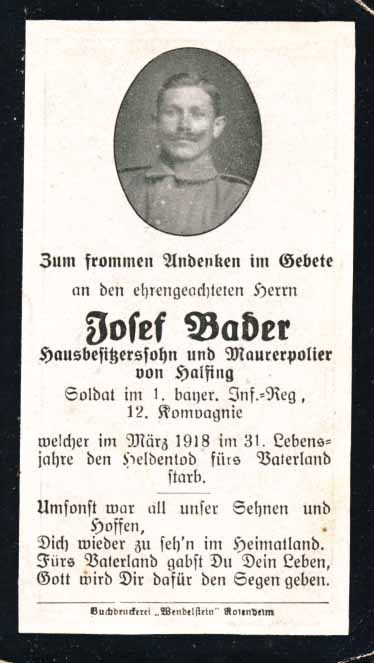 Zum frommen Andenken im Gebete
an den ehrengeachteten Herrn
Josef Bader
Hausbesitzerssohn und Maurerpolier
von Halfing
Soldat im 1. bayer. Inf.-Reg,
12. Kompagnie
welcher im März 1918 im 31. Lebens-
jahre den Heldentod fürs Vaterland
starb.
Umsonst war all unser Sehnen und
Hoffen,
Dich wieder zu seh'n im Heimatland.
Fürs Vaterland gabst Du Dein Leben,
Gott wird Dir dafür den Segen geben.
Buchdruckerei „Wendelstein" Rosenheim